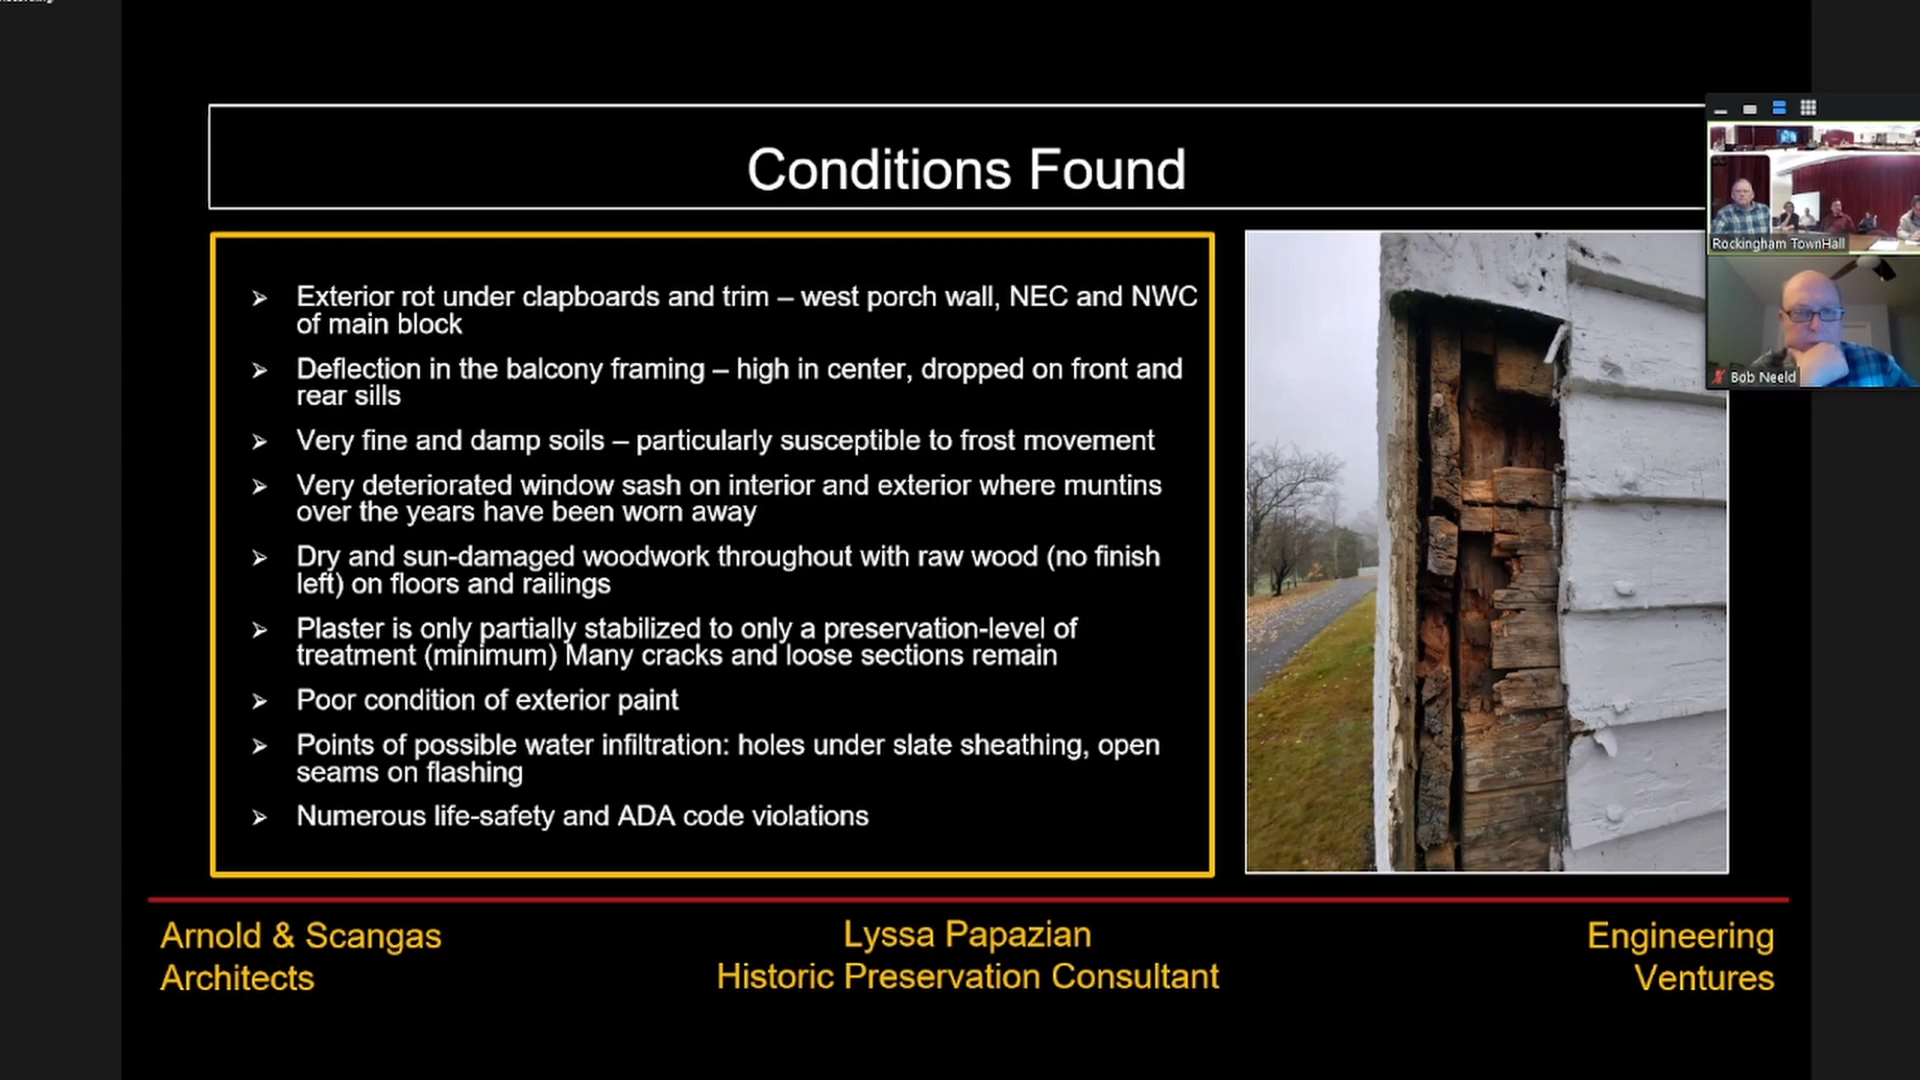 Conditions Found
Rockingham TownHall
Bob Neeld
➢ Exterior rot under clapboards and trim – west porch wall, NEC and NWC
of main block
➢ Deflection in the balcony framing – high in center, dropped on front and
rear sills
➢ Very fine and damp soils – particularly susceptible to frost movement
➢ Very deteriorated window sash on interior and exterior where muntins
over the years have been worn away
➢ Dry and sun-damaged woodwork throughout with raw wood (no finish
left) on floors and railings
➢ Plaster is only partially stabilized to only a preservation-level of
treatment (minimum) Many cracks and loose sections remain
➢ Poor condition of exterior paint
➢ Points of possible water infiltration: holes under slate sheathing, open
seams on flashing
➢ Numerous life-safety and ADA code violations
Arnold & Scangas
Architects
Lyssa Papazian
Historic Preservation Consultant
Engineering
Ventures